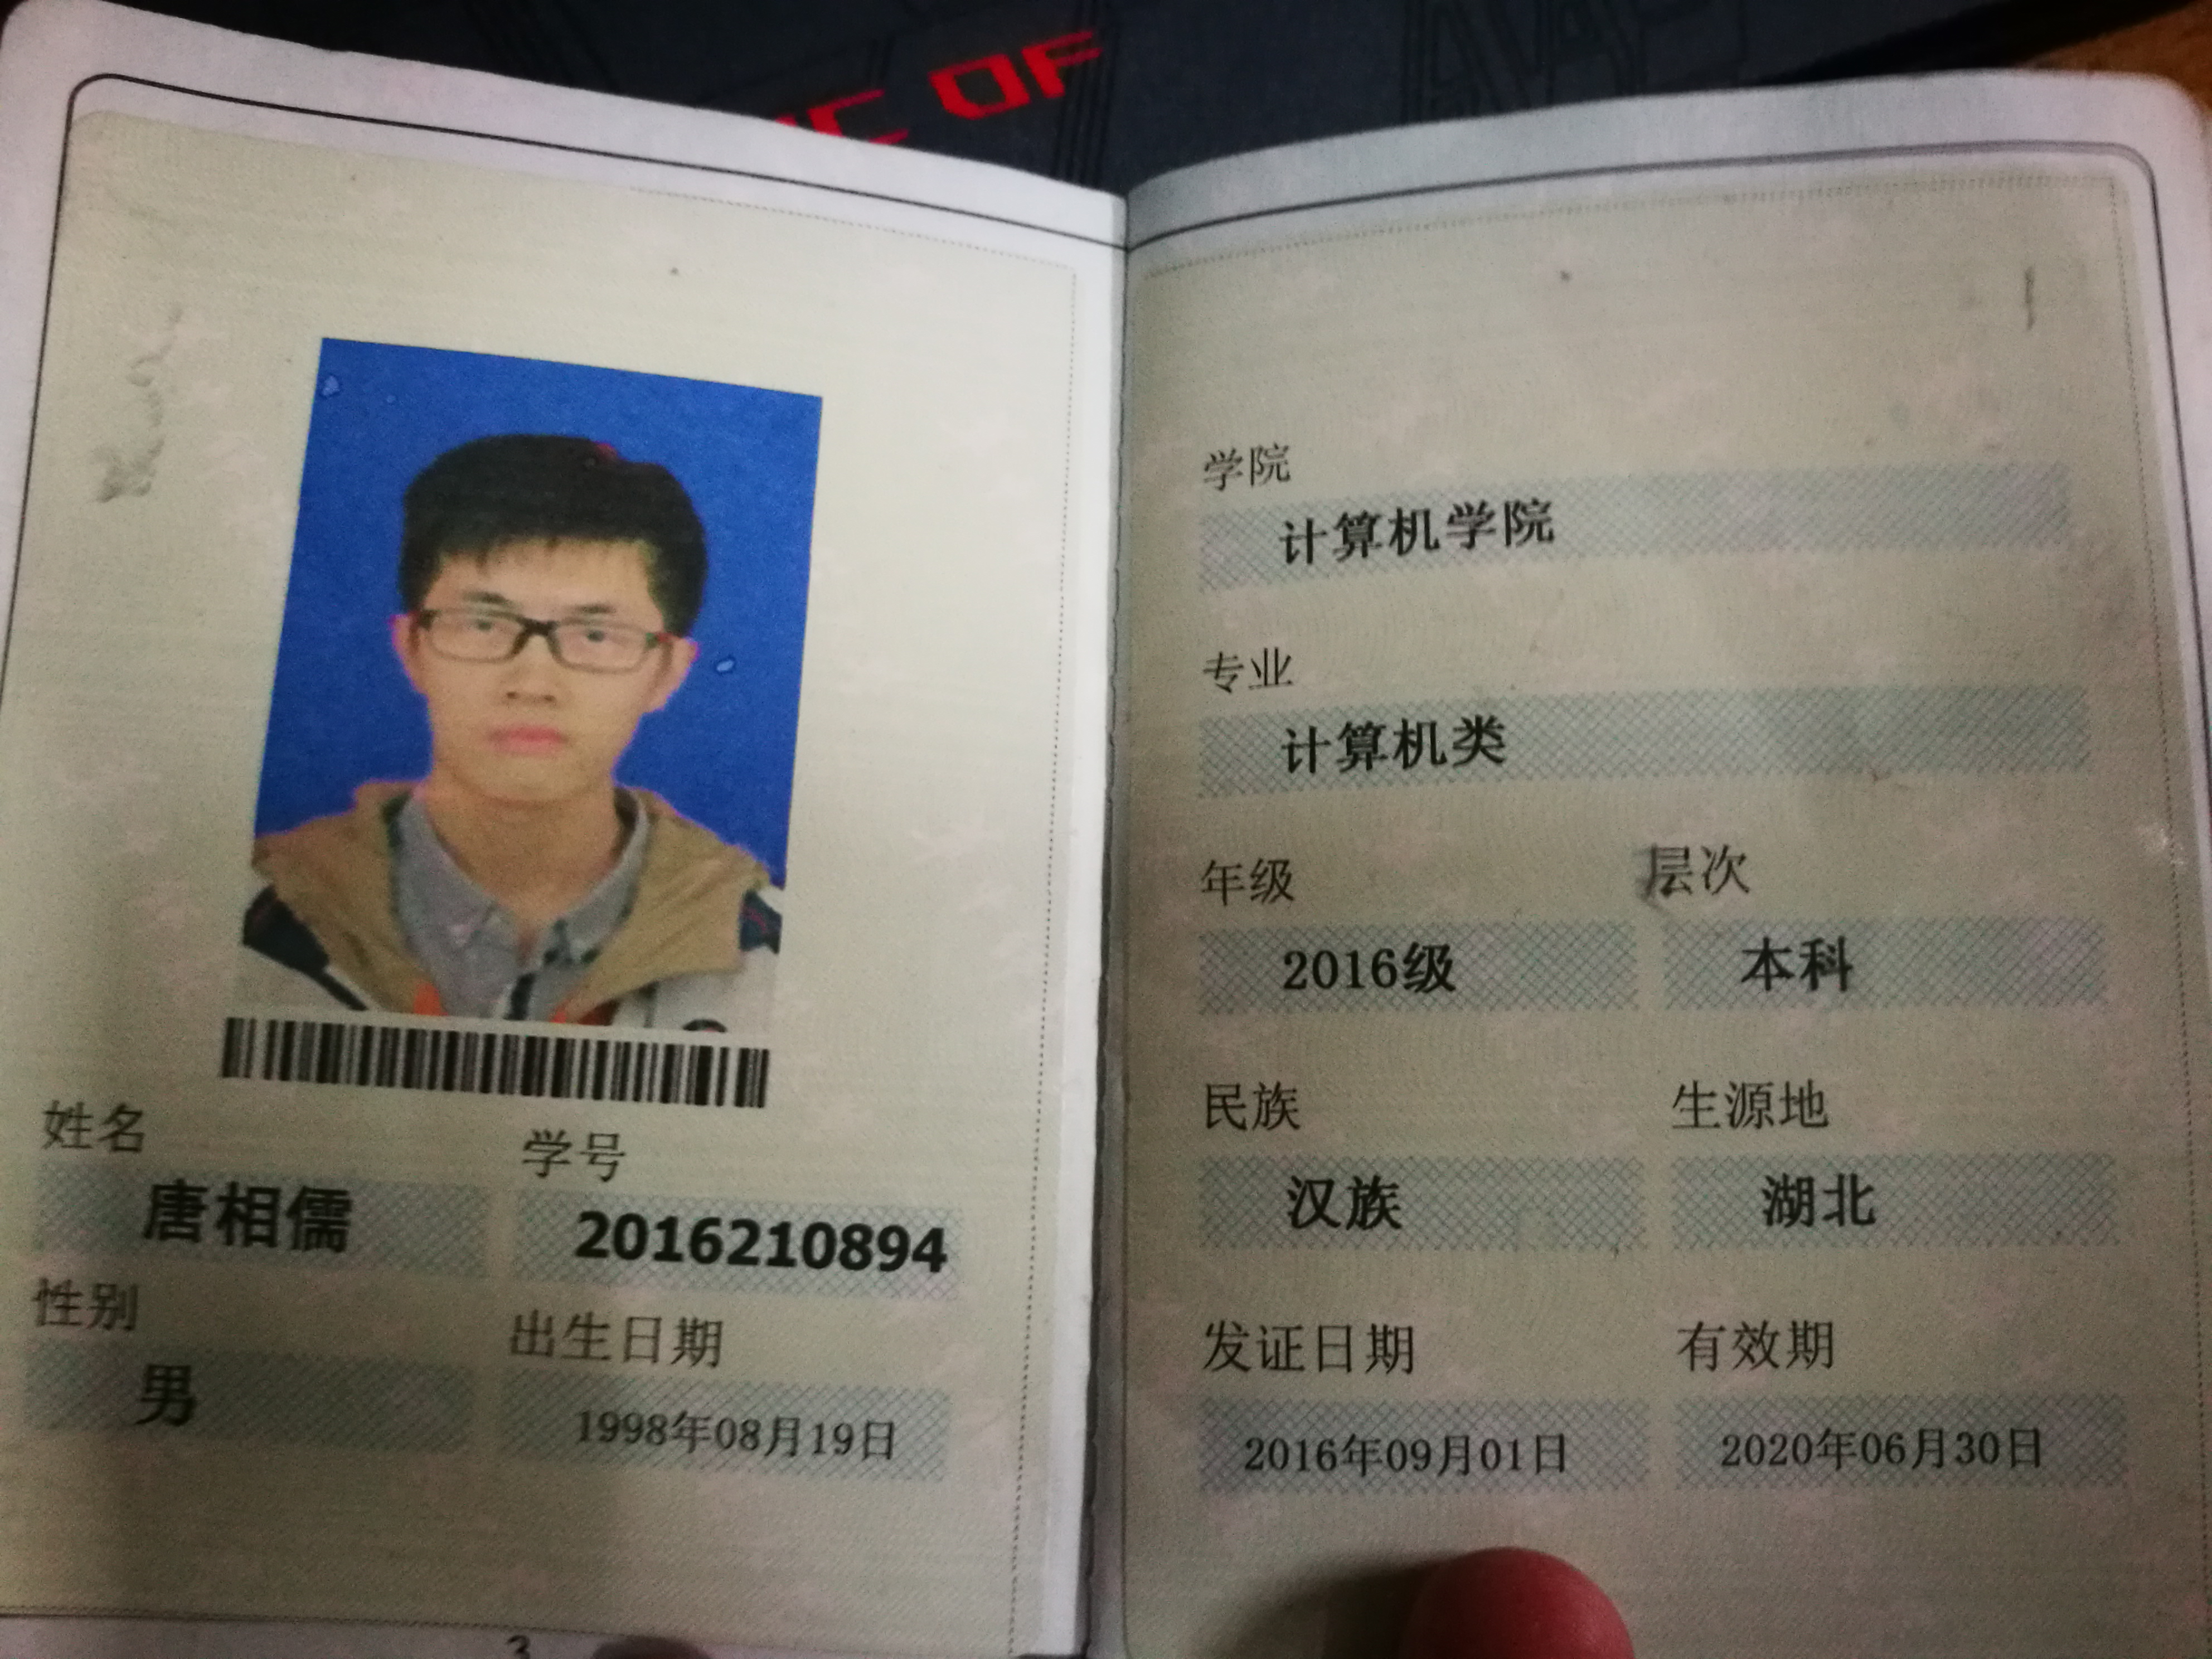 IC OF
姓名 学号
唐相儒 2016210894
性别 出生日期
男 1998年08月19日
3
学院
计算机学院
专业
计算机类
年级 层次
2016级 本科
民族 生源地
汉族 湖北
发证日期 有效期
2016年09月01日 2020年06月30日